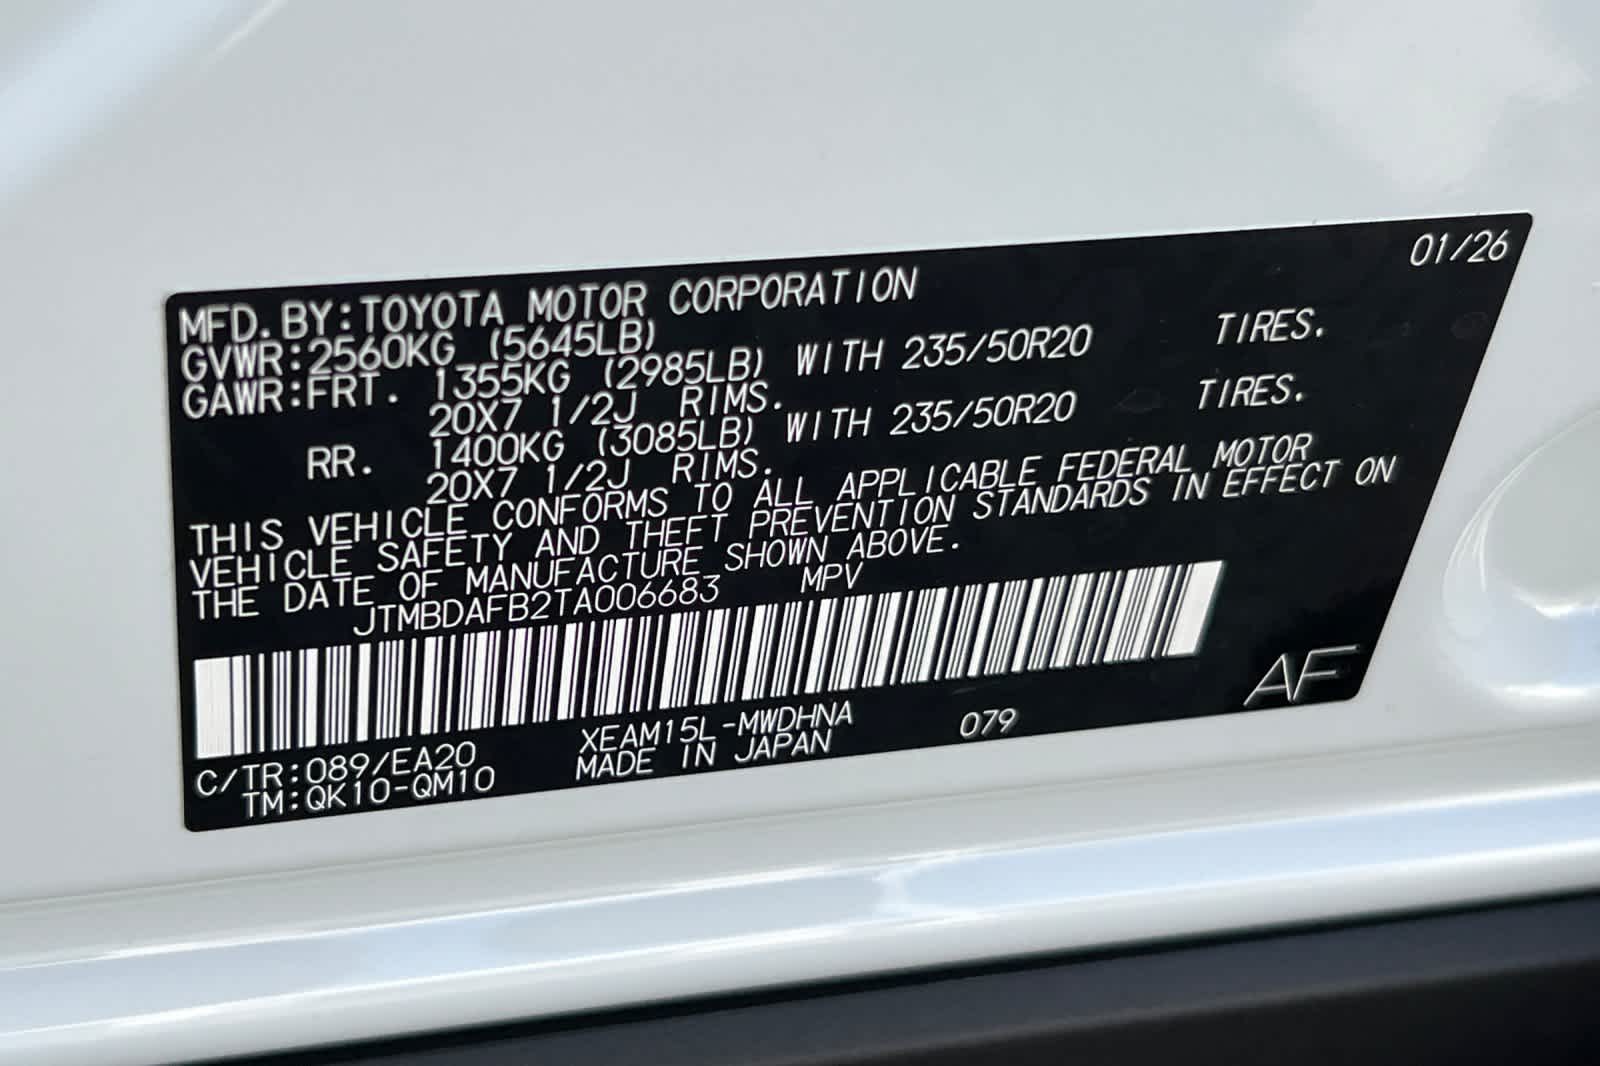 01/26
MFD. BY: TOYOTA MOTOR CORPORATION
GVWR: 2560KG (5645LB)
GAWR: FRT. 1355KG (2985LB) WITH 235/50R20 TIRES.
20X7 1/2J RIMS.
RR. 1400KG (3085LB) WITH 235/50R20 TIRES.
20X7 1/2J RIMS.
THIS VEHICLE CONFORMS TO ALL APPLICABLE FEDERAL MOTOR
VEHICLE SAFETY AND THEFT PREVENTION STANDARDS IN EFFECT ON
THE DATE OF MANUFACTURE SHOWN ABOVE.
JTMBDAFB2TA006683 MPV
C/TR: 089/EA20 XEAM15L-MWDHNA 079 AF
TM: QK10-QM10 MADE IN JAPAN